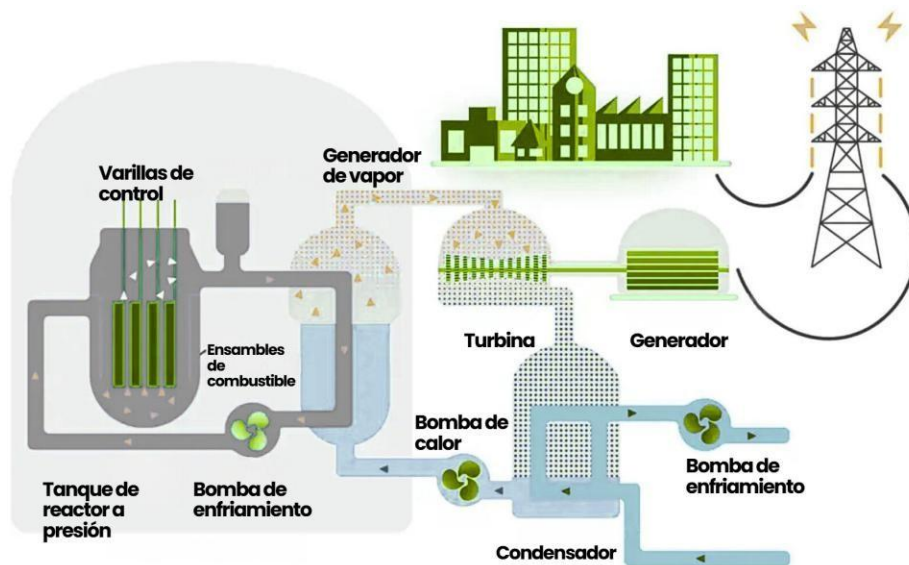 Generador
de vapor
Varillas de
control
Ensambles
de
combustible
Turbina
Generador
Bomba de
calor
Bomba de
enfriamiento
Tanque de
reactor a
presión
Bomba de
enfriamiento
Condensador